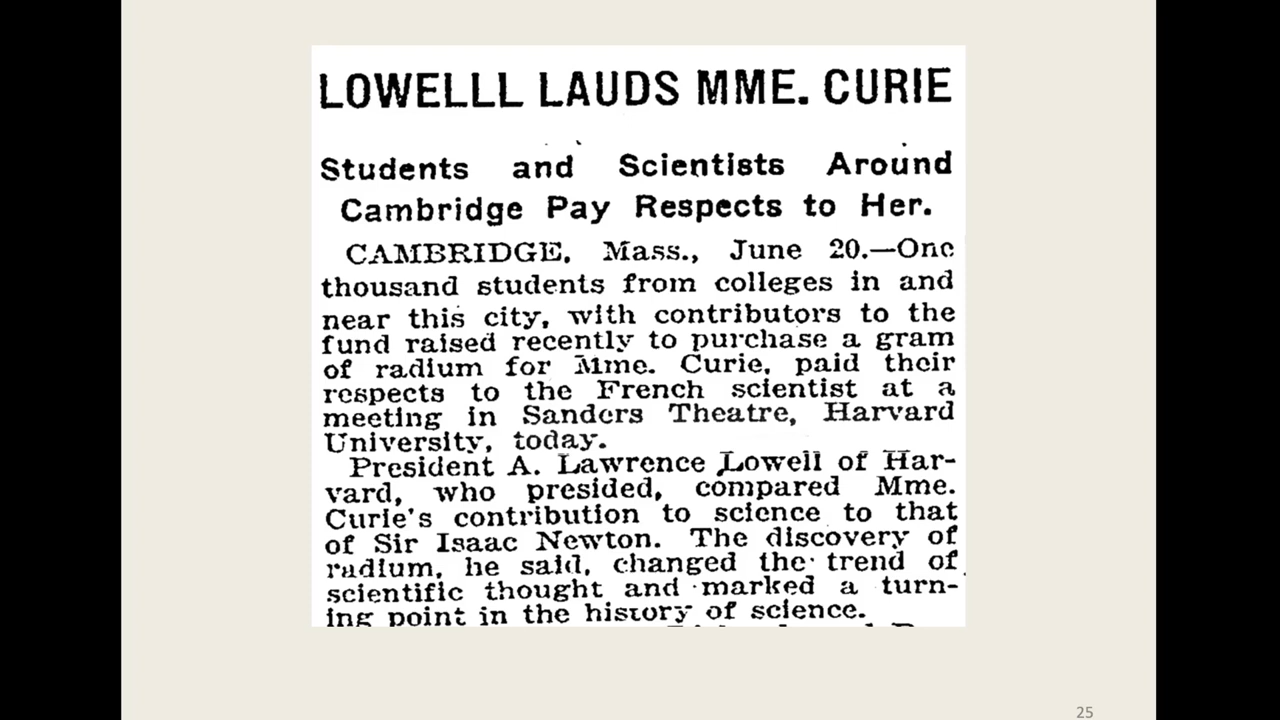 LOWELLL LAUDS MME. CURIE
Students and Scientists Around
Cambridge Pay Respects to Her.
CAMBRIDGE, Mass., June 20.—One
thousand students from colleges in and
near this city, with contributors to the
fund raised recently to purchase a gram
of radium for Mme. Curie, paid their
respects to the French scientist at a
meeting in Sanders Theatre, Harvard
University, today.
President A. Lawrence Lowell of Har-
vard, who presided, compared Mme.
Curie's contribution to science to that
of Sir Isaac Newton. The discovery of
radium, he said, changed the trend of
scientific thought and marked a turn-
ing point in the history of science.
25